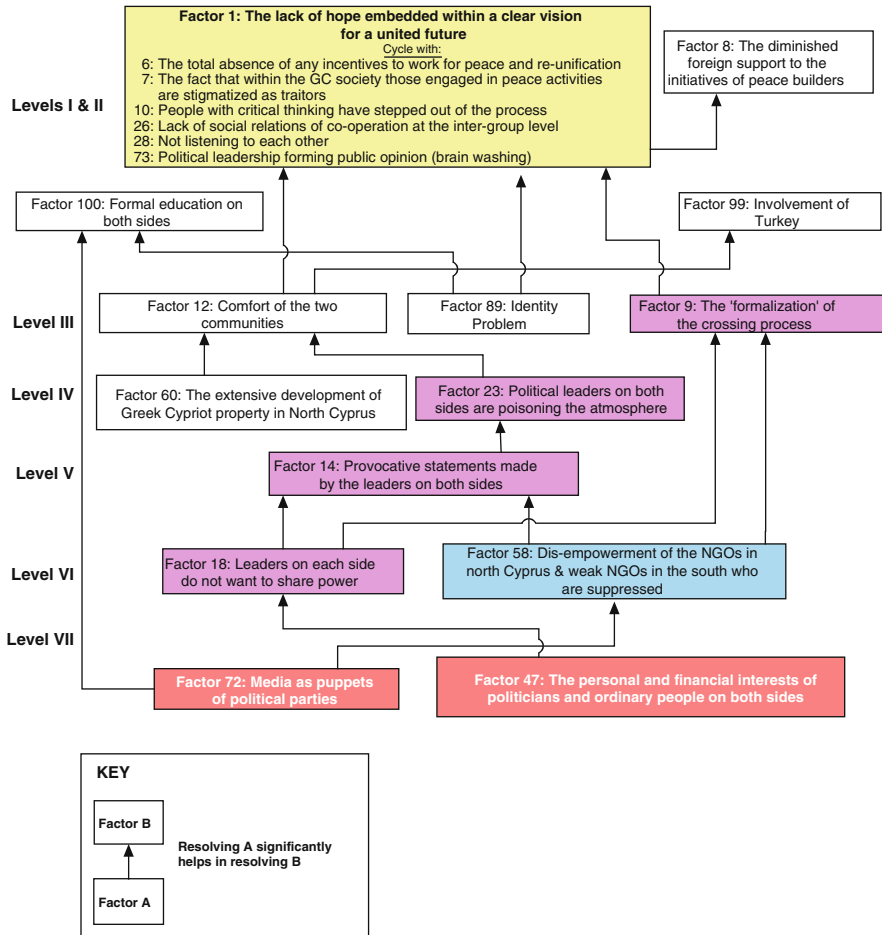 Factor 1: The lack of hope embedded within a clear vision
for a united future
Cycle with:
6: The total absence of any incentives to work for peace and re-unification
7: The fact that within the GC society those engaged in peace activities
are stigmatized as traitors
10: People with critical thinking have stepped out of the process
26: Lack of social relations of co-operation at the inter-group level
28: Not listening to each other
73: Political leadership forming public opinion (brain washing)
Factor 8: The diminished
foreign support to the
initiatives of peace builders
Levels I & II
Factor 100: Formal education on
both sides
Factor 99: Involvement of
Turkey
Level III
Factor 12: Comfort of the two
communities
Factor 89: Identity
Problem
Factor 9: The 'formalization' of
the crossing process
Level IV
Factor 60: The extensive development of
Greek Cypriot property in North Cyprus
Factor 23: Political leaders on both
sides are poisoning the atmosphere
Level V
Factor 14: Provocative statements made
by the leaders on both sides
Level VI
Factor 18: Leaders on each side
do not want to share power
Factor 58: Dis-empowerment of the NGOs in
north Cyprus & weak NGOs in the south who
are suppressed
Level VII
Factor 72: Media as puppets
of political parties
Factor 47: The personal and financial interests of
politicians and ordinary people on both sides
KEY
Factor B
Resolving A significantly
helps in resolving B
Factor A